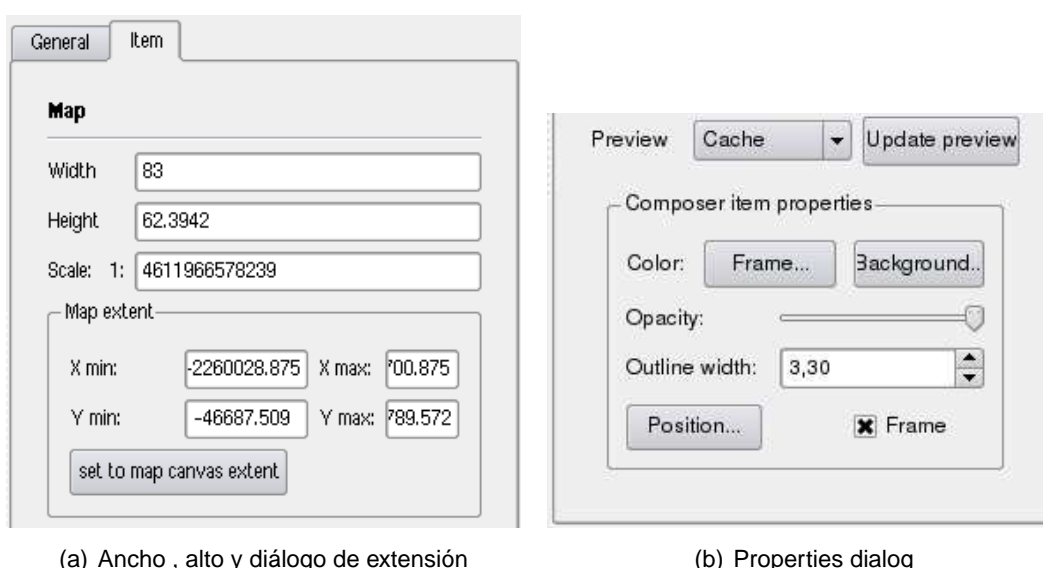 General Item
Map
Width 83
Height 62.3942
Scale: 1: 4611966578239
Map extent
X min: -2260028.875 X max: 700.875
Y min: -46687.509 Y max: 789.572
set to map canvas extent
(a) Ancho , alto y diálogo de extensión
Preview Cache Update preview
Composer item properties
Color: Frame... Background..
Opacity:
Outline width: 3,30
Position... Frame
(b) Properties dialog